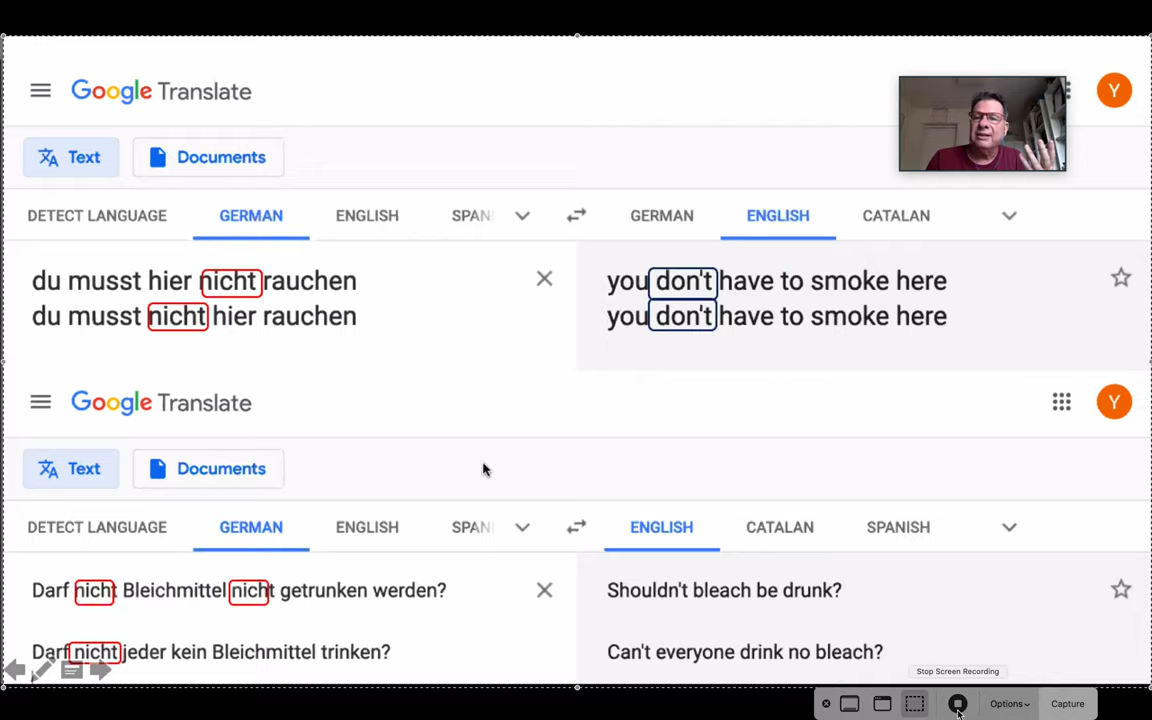 Google Translate
Y
Text
Documents
DETECT LANGUAGE GERMAN ENGLISH SPAN
GERMAN ENGLISH CATALAN
du musst hier nicht rauchen
you don't have to smoke here
du musst nicht hier rauchen
you don't have to smoke here
Google Translate
Y
Text
Documents
DETECT LANGUAGE GERMAN ENGLISH SPAN
ENGLISH CATALAN SPANISH
Darf nicht Bleichmittel nicht getrunken werden?
Shouldn't bleach be drunk?
Darf nicht jeder kein Bleichmittel trinken?
Can't everyone drink no bleach?
Stop Screen Recording
Options
Capture